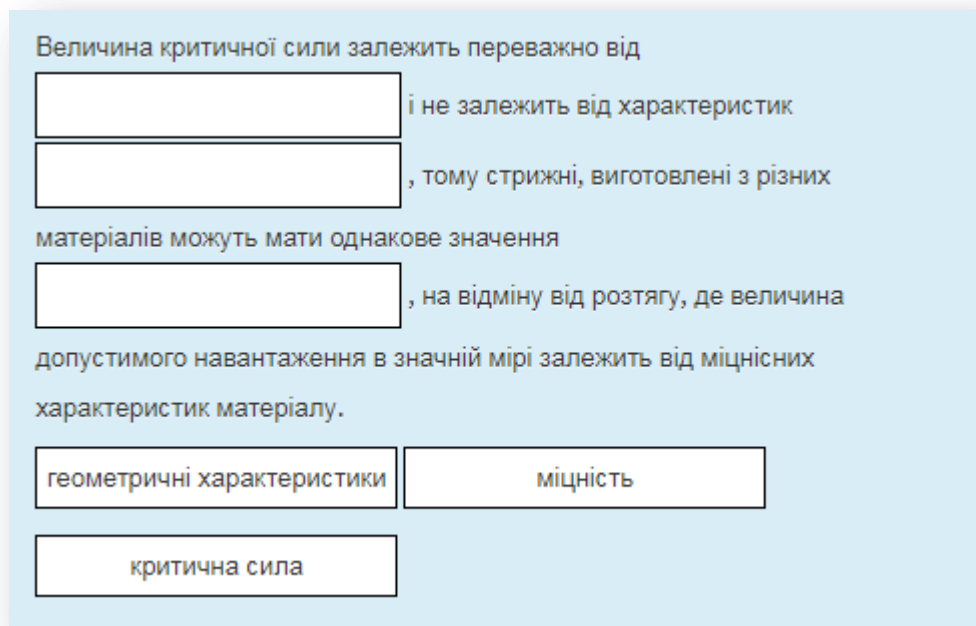 Величина критичної сили залежить переважно від
і не залежить від характеристик
, тому стрижні, виготовлені з різних
матеріалів можуть мати однакове значення
, на відміну від розтягу, де величина
допустимого навантаження в значній мірі залежить від міцнісних
характеристик матеріалу.
геометричні характеристики міцність
критична сила